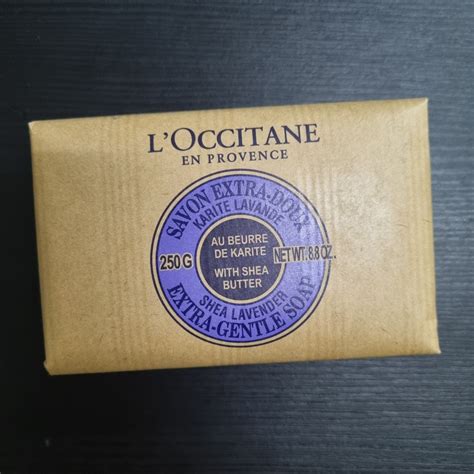 L'OCCITANE
EN PROVENCE
SAVON EXTRA-DOUX
KARITE LAVANDE
AU BEURRE
DE KARITE
250 G
NET WT. 8.8 OZ.
WITH SHEA
BUTTER
SHEA LAVENDER
EXTRA-GENTLE SOAP